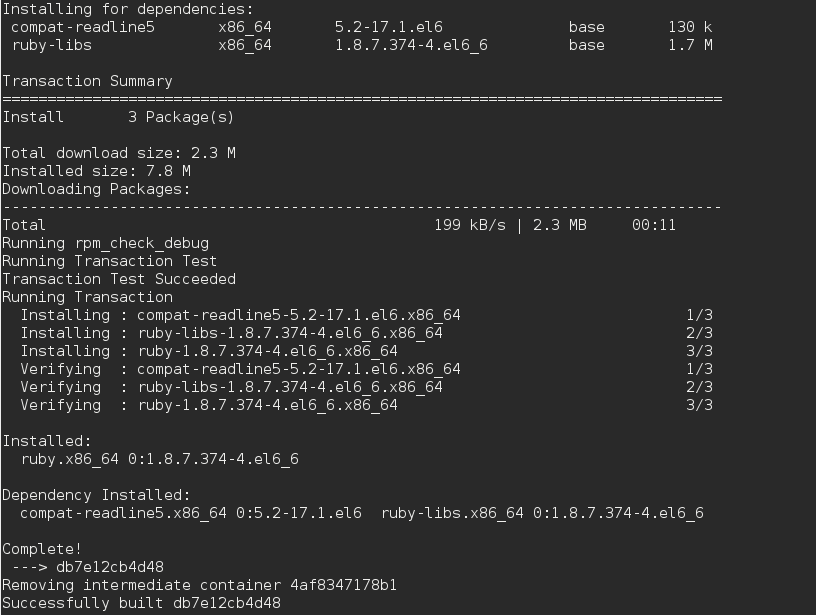 Installing for dependencies:
 compat-readline5       x86_64       5.2-17.1.el6              base       130 k
 ruby-libs              x86_64       1.8.7.374-4.el6_6         base       1.7 M
Transaction Summary
================================================================================
Install       3 Package(s)
Total download size: 2.3 M
Installed size: 7.8 M
Downloading Packages:
--------------------------------------------------------------------------------
Total                                           199 kB/s | 2.3 MB     00:11
Running rpm_check_debug
Running Transaction Test
Transaction Test Succeeded
Running Transaction
  Installing : compat-readline5-5.2-17.1.el6.x86_64                         1/3
  Installing : ruby-libs-1.8.7.374-4.el6_6.x86_64                           2/3
  Installing : ruby-1.8.7.374-4.el6_6.x86_64                                3/3
  Verifying  : compat-readline5-5.2-17.1.el6.x86_64                         1/3
  Verifying  : ruby-libs-1.8.7.374-4.el6_6.x86_64                           2/3
  Verifying  : ruby-1.8.7.374-4.el6_6.x86_64                                3/3
Installed:
  ruby.x86_64 0:1.8.7.374-4.el6_6
Dependency Installed:
  compat-readline5.x86_64 0:5.2-17.1.el6  ruby-libs.x86_64 0:1.8.7.374-4.el6_6
Complete!
 ---> db7e12cb4d48
Removing intermediate container 4af8347178b1
Successfully built db7e12cb4d48